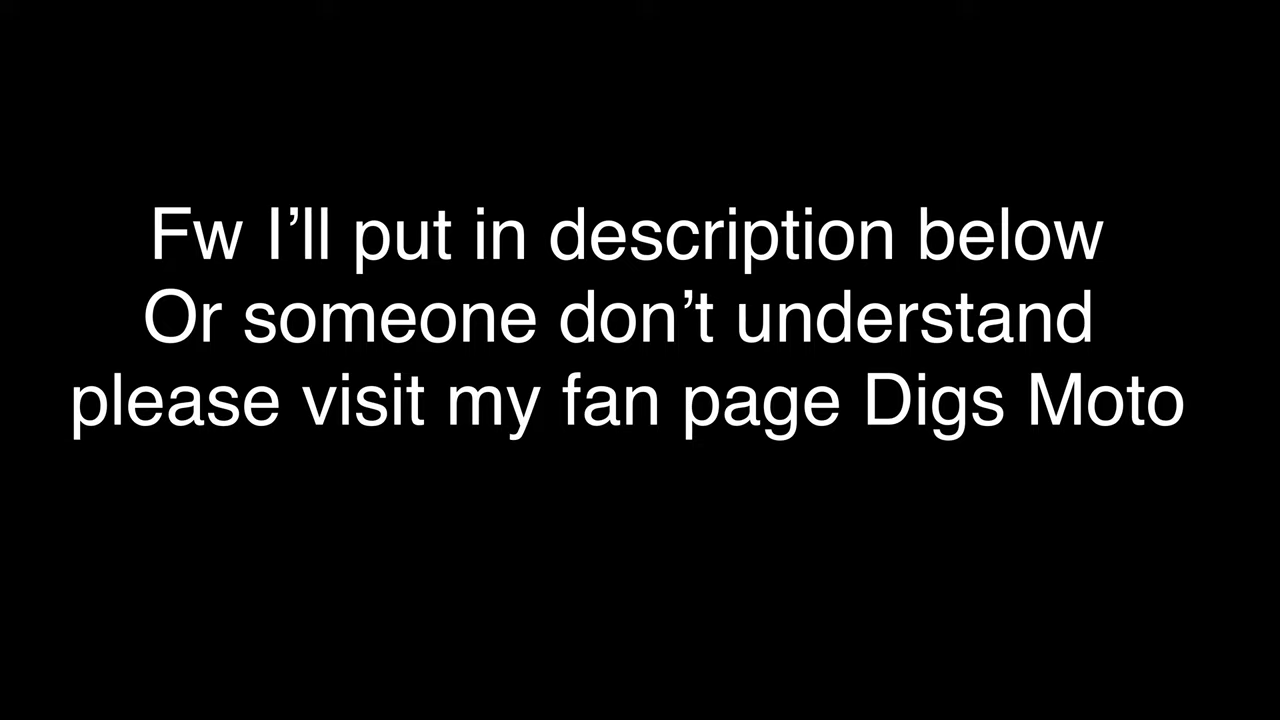 Fw I’ll put in description below
Or someone don’t understand
please visit my fan page Digs Moto